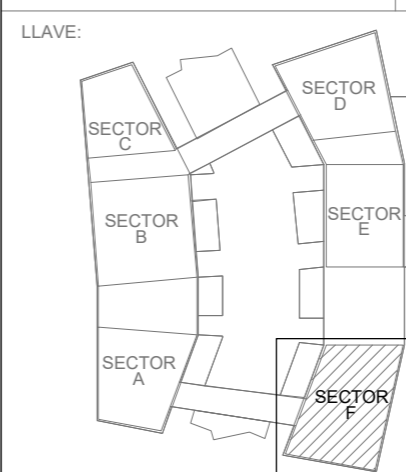 LLAVE:
SECTOR
D
SECTOR
C
SECTOR
B
SECTOR
E
SECTOR
A
SECTOR
F